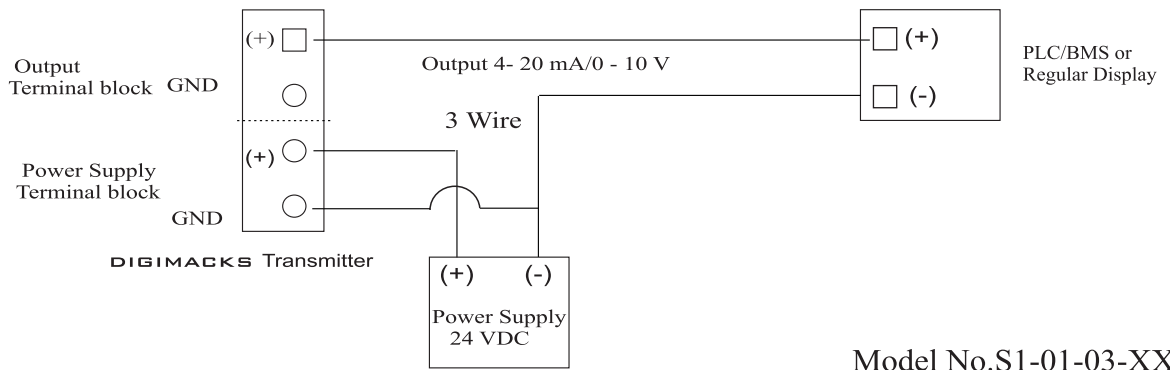 (+)
(+)
Output
Terminal block GND
Output 4- 20 mA/0 - 10 V
PLC/BMS or
Regular Display
(-)
3 Wire
(+)
Power Supply
Terminal block
GND
DIGIMACKS Transmitter
(+) (-)
Power Supply
24 VDC
Model No.S1-01-03-XX